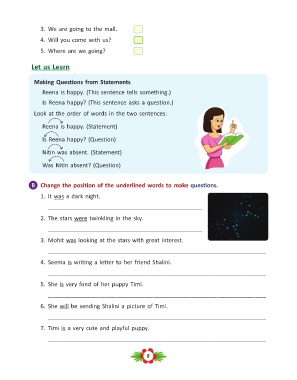 3. We are going to the mall.
4. Will you come with us?
5. Where are we going?
Let us Learn
Making Questions from Statements
Reena is happy. (This sentence tells something.)
Is Reena happy? (This sentence asks a question.)
Look at the order of words in the two sentences:
Reena is happy. (Statement)
Is Reena happy? (Question)
Nitin was absent. (Statement)
Was Nitin absent? (Question)
B Change the position of the underlined words to make questions.
1. It was a dark night.
2. The stars were twinkling in the sky.
3. Mohit was looking at the stars with great interest.
4. Seema is writing a letter to her friend Shalini.
5. She is very fond of her puppy Timi.
6. She will be sending Shalini a picture of Timi.
7. Timi is a very cute and playful puppy.
8